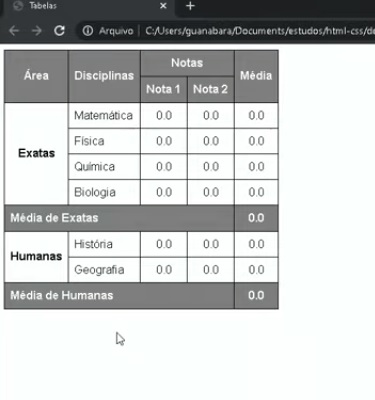 Tabelas
Arquivo | C:/Users/guanabara/Documents/estudos/html-css/de
Área Disciplinas Notas Média
Nota 1 Nota 2
Exatas
Matemática 0.0 0.0 0.0
Física 0.0 0.0 0.0
Química 0.0 0.0 0.0
Biologia 0.0 0.0 0.0
Média de Exatas 0.0
Humanas
História 0.0 0.0 0.0
Geografia 0.0 0.0 0.0
Média de Humanas 0.0